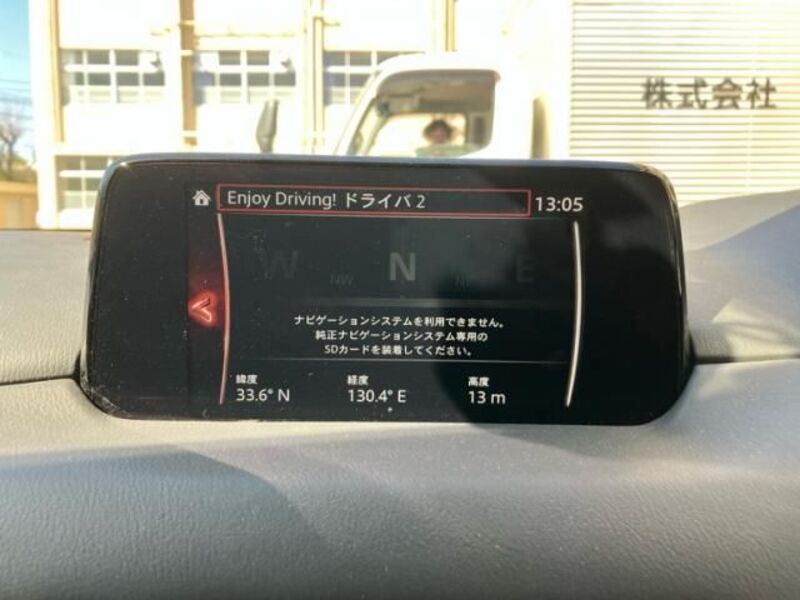 株式会社
Enjoy Driving! ドライバ 2
13:05
W NW N NE E
ナビゲーションシステムを利用できません。
純正ナビゲーションシステム専用の
SDカードを装着してください。
緯度 経度 高度
33.6° N 130.4° E 13 m